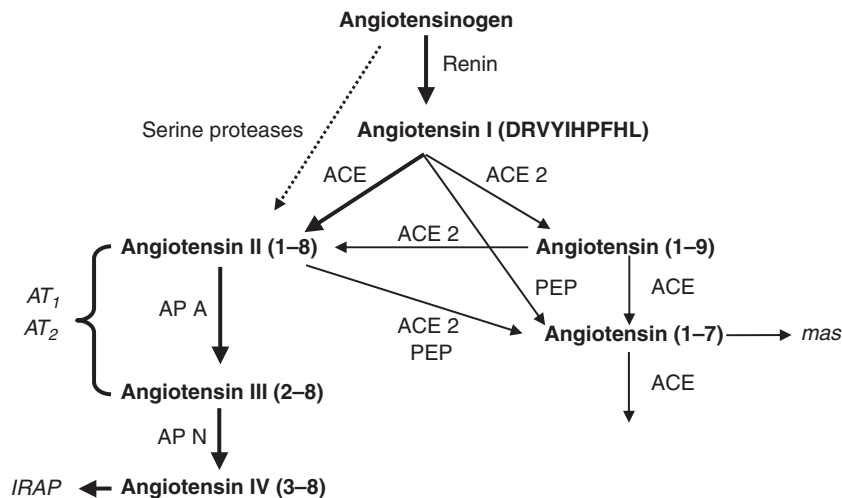 Angiotensinogen
Renin
Serine proteases
Angiotensin I (DRVYIHPFHL)
ACE
ACE 2
Angiotensin II (1–8)
ACE 2
Angiotensin (1–9)
AT1
AT2
AP A
ACE 2
PEP
PEP
ACE
Angiotensin (1–7)
mas
ACE
Angiotensin III (2–8)
AP N
IRAP
Angiotensin IV (3–8)